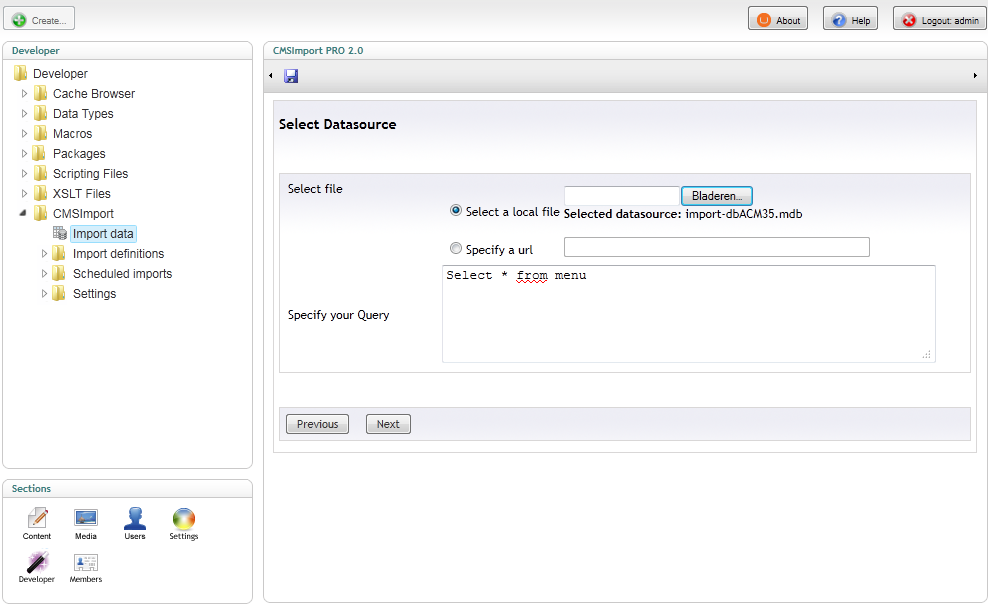 Create...
About
Help
Logout: admin
Developer
Developer
Cache Browser
Data Types
Macros
Packages
Scripting Files
XSLT Files
CMSImport
Import data
Import definitions
Scheduled imports
Settings
Sections
Content
Media
Users
Settings
Developer
Members
CMSImport PRO 2.0
Select Datasource
Select file
Bladeren...
Select a local file
Selected datasource: import-dbACM35.mdb
Specify a url
Specify your Query
Select * from menu
Previous
Next